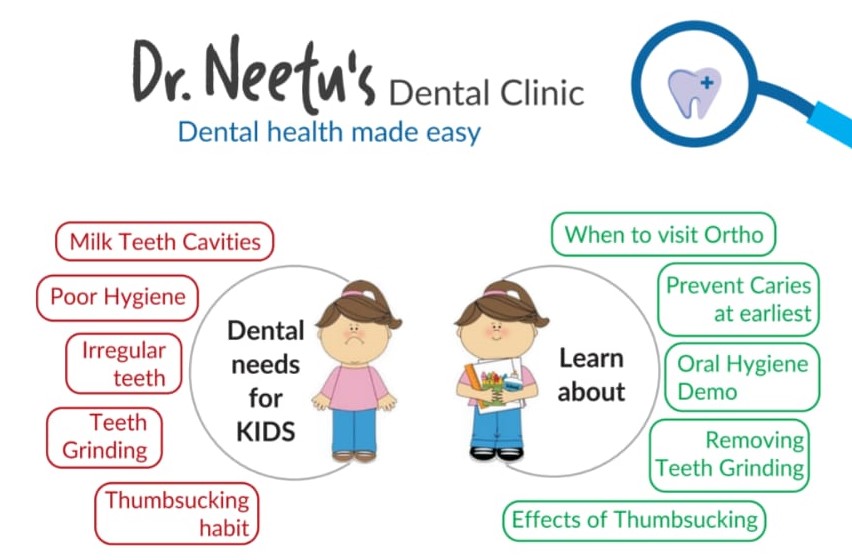 Dr. Neetu's Dental Clinic
Dental health made easy
Milk Teeth Cavities
Poor Hygiene
Irregular
teeth
Teeth
Grinding
Thumbsucking
habit
Dental
needs
for
KIDS
Learn
about
When to visit Ortho
Prevent Caries
at earliest
Oral Hygiene
Demo
Removing
Teeth Grinding
Effects of Thumbsucking